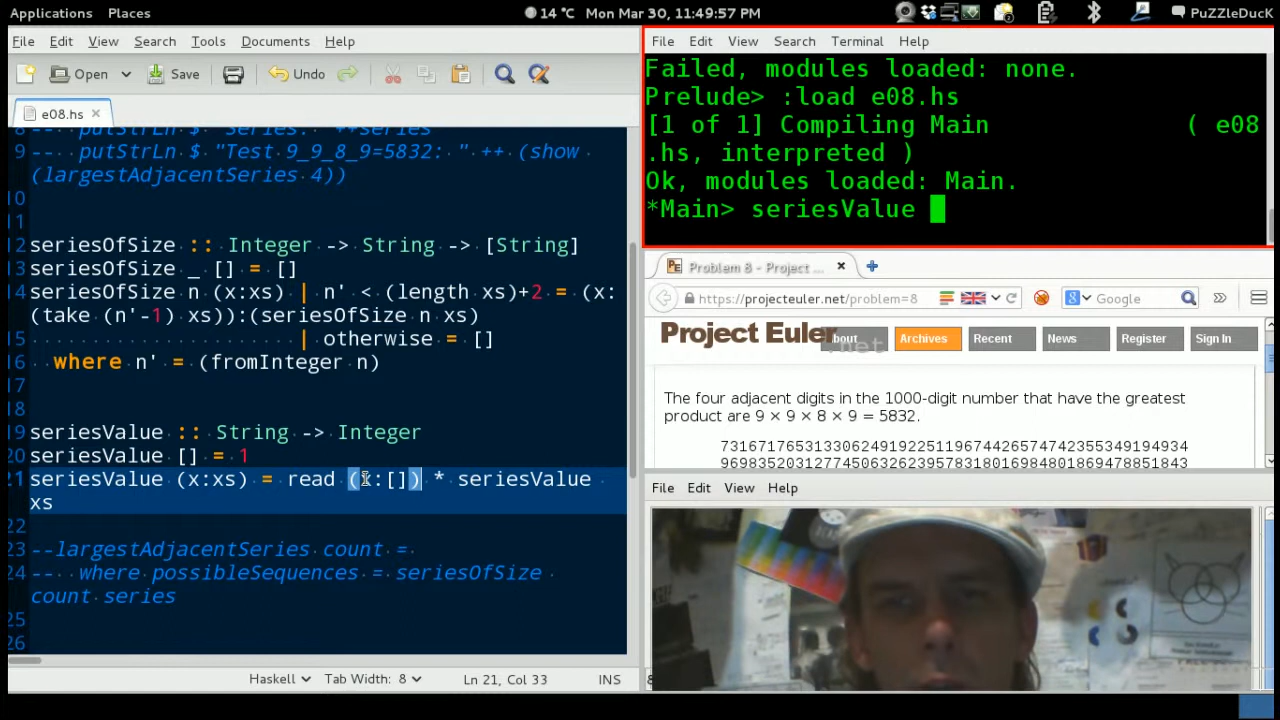 Applications Places 14 °C Mon Mar 30, 11:49:57 PM PuZZleDucK
File Edit View Search Tools Documents Help
Open Save Undo
e08.hs
8 -- putStrLn $ "Series: " ++series
9 -- putStrLn $ "Test 9_9_8_9=5832: " ++ (show
(largestAdjacentSeries 4))
10
11
12 seriesOfSize :: Integer -> String -> [String]
13 seriesOfSize _ [] = []
14 seriesOfSize n (x:xs) | n' < (length xs)+2 = (x:
(take (n'-1) xs)):(seriesOfSize n xs)
15 | otherwise = []
16 where n' = (fromInteger n)
17
18
19 seriesValue :: String -> Integer
20 seriesValue [] = 1
21 seriesValue (x:xs) = read (x:[]) * seriesValue
xs
22
23 --largestAdjacentSeries count =
24 -- where possibleSequences = seriesOfSize
count series
25
26
Haskell Tab Width: 8 Ln 21, Col 33 INS
File Edit View Search Terminal Help
Failed, modules loaded: none.
Prelude> :load e08.hs
[1 of 1] Compiling Main ( e08
.hs, interpreted )
Ok, modules loaded: Main.
*Main> seriesValue
Problem 8 - Project ...
https://projecteuler.net/problem=8 Google
Project Euler .net About Archives Recent News Register Sign In
The four adjacent digits in the 1000-digit number that have the greatest
product are 9 × 9 × 8 × 9 = 5832.
73167176531330624919225119674426574742355349194934
96983520312774506326239578318016984801869478851843
File Edit View Help